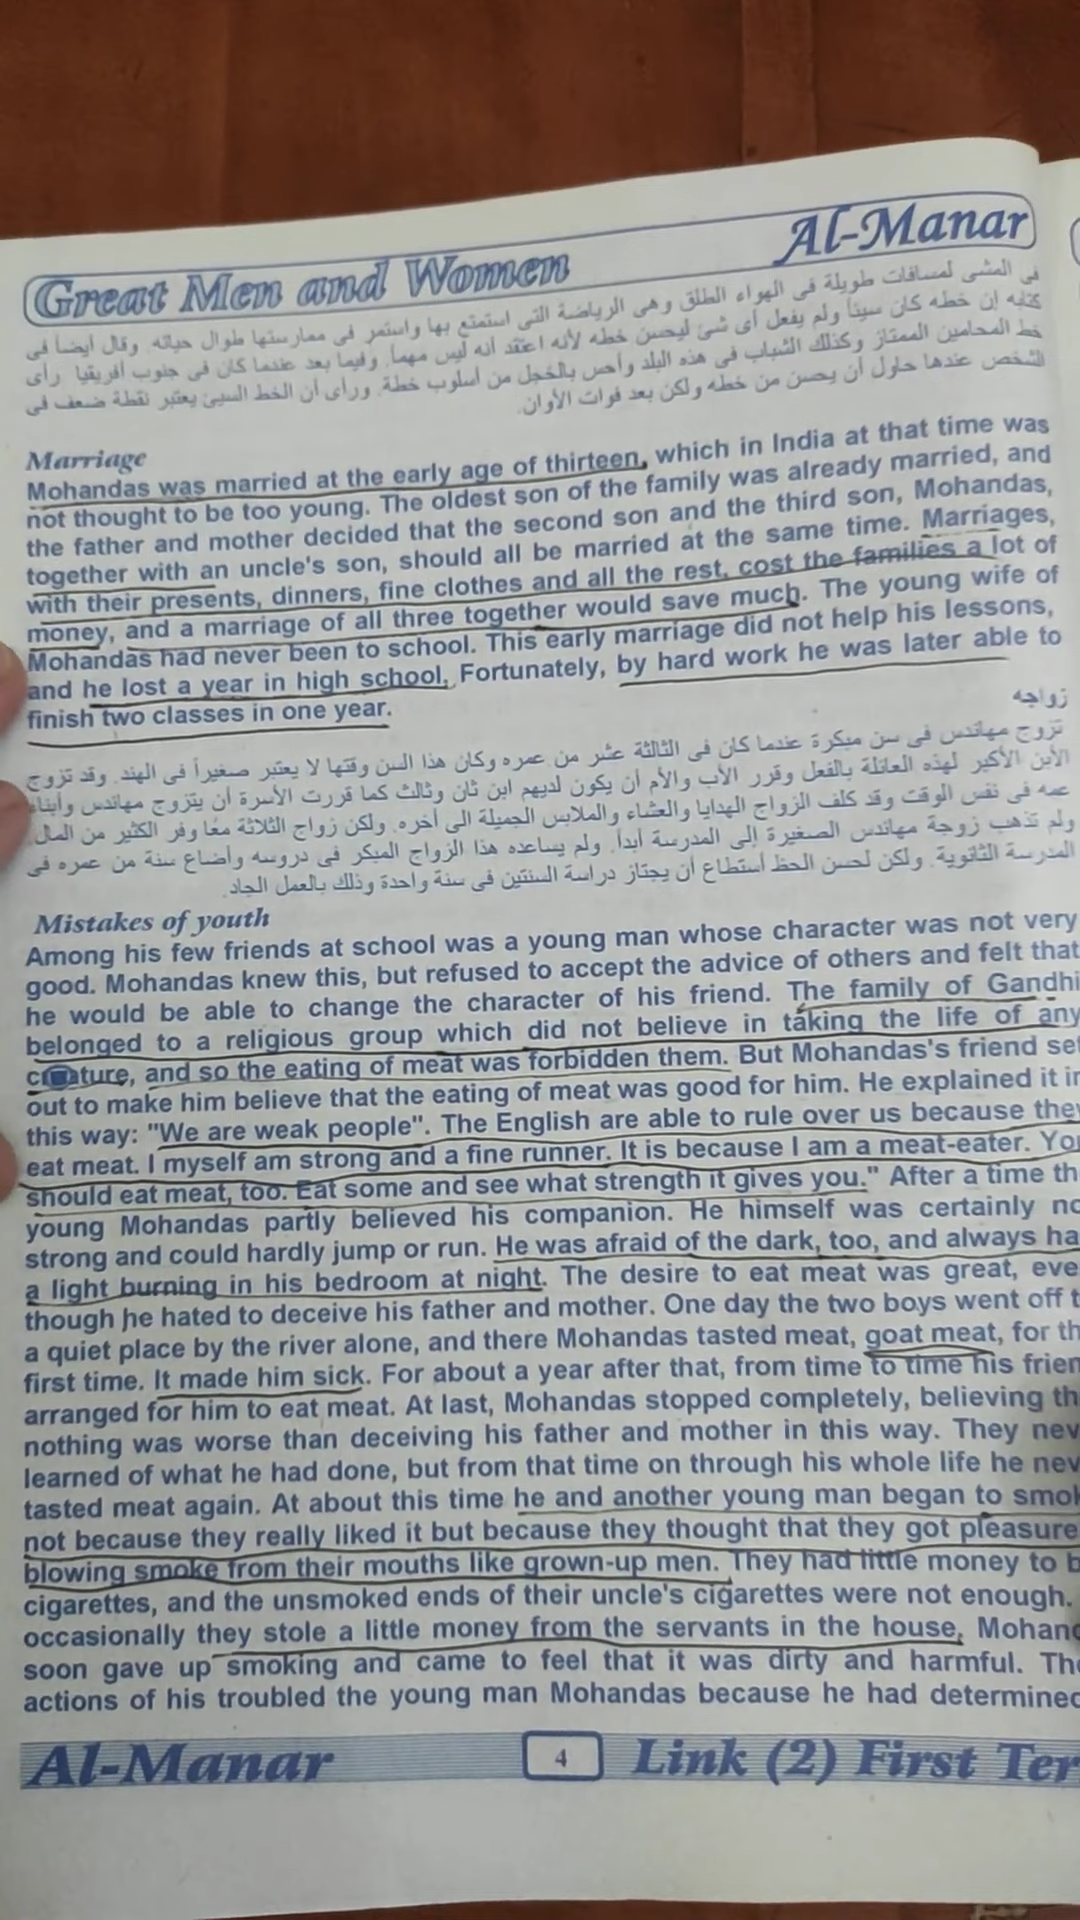 Great Men and Women
Al-Manar
فى المشى لمسافات طويلة فى الهواء الطلق وهى الرياضة التى استمتع بها واستمر فى ممارستها طوال حياته. وقال أيضاً فى
كتابه إن خطه كان سيئاً ولم يفعل أى شئ ليحسن خطه لأنه اعتقد أنه ليس مهماً. وفيما بعد عندما كان فى جنوب أفريقيا رأى
خط المحامين الممتاز وكذلك الشباب فى هذه البلد وأحس بالخجل من أسلوب خطة. ورأى أن الخط السيئ يعتبر نقطة ضعف فى
الشخص عندها حاول أن يحسن من خطه ولكن بعد فوات الأوان.
Marriage
Mohandas was married at the early age of thirteen, which in India at that time was
not thought to be too young. The oldest son of the family was already married, and
the father and mother decided that the second son and the third son, Mohandas,
together with an uncle's son, should all be married at the same time. Marriages,
with their presents, dinners, fine clothes and all the rest, cost the families a lot of
money, and a marriage of all three together would save much. The young wife of
Mohandas had never been to school. This early marriage did not help his lessons,
and he lost a year in high school. Fortunately, by hard work he was later able to
finish two classes in one year.
زواجه
تزوج مهاندس فى سن مبكرة عندما كان فى الثالثة عشر من عمره وكان هذا السن وقتها لا يعتبر صغيراً فى الهند. وقد تزوج
الأبن الأكبر لهذه العائلة بالفعل وقرر الأب والأم أن يكون لديهم ابن ثان وثالث كما قررت الأسرة أن يتزوج مهاندس وأبناء
عمه فى نفس الوقت وقد كلف الزواج الهدايا والعشاء والملابس الجميلة الى أخره. ولكن زواج الثلاثة معًا وفر الكثير من المال
ولم تذهب زوجة مهاندس الصغيرة إلى المدرسة أبداً. ولم يساعده هذا الزواج المبكر فى دروسه وأضاع سنة من عمره فى
المدرسة الثانوية. ولكن لحسن الحظ أستطاع أن يجتاز دراسة السنتين فى سنة واحدة وذلك بالعمل الجاد.
Mistakes of youth
Among his few friends at school was a young man whose character was not very
good. Mohandas knew this, but refused to accept the advice of others and felt that
he would be able to change the character of his friend. The family of Gandhi
belonged to a religious group which did not believe in taking the life of any
creature, and so the eating of meat was forbidden them. But Mohandas's friend set
out to make him believe that the eating of meat was good for him. He explained it in
this way: "We are weak people". The English are able to rule over us because they
eat meat. I myself am strong and a fine runner. It is because I am a meat-eater. You
should eat meat, too. Eat some and see what strength it gives you." After a time th
young Mohandas partly believed his companion. He himself was certainly no
strong and could hardly jump or run. He was afraid of the dark, too, and always ha
a light burning in his bedroom at night. The desire to eat meat was great, eve
though he hated to deceive his father and mother. One day the two boys went off t
a quiet place by the river alone, and there Mohandas tasted meat, goat meat, for th
first time. It made him sick. For about a year after that, from time to time his frien
arranged for him to eat meat. At last, Mohandas stopped completely, believing th
nothing was worse than deceiving his father and mother in this way. They nev
learned of what he had done, but from that time on through his whole life he nev
tasted meat again. At about this time he and another young man began to smok
not because they really liked it but because they thought that they got pleasure
blowing smoke from their mouths like grown-up men. They had little money to b
cigarettes, and the unsmoked ends of their uncle's cigarettes were not enough.
occasionally they stole a little money from the servants in the house, Mohand
soon gave up smoking and came to feel that it was dirty and harmful. The
actions of his troubled the young man Mohandas because he had determined
Al-Manar
4
Link (2) First Ter